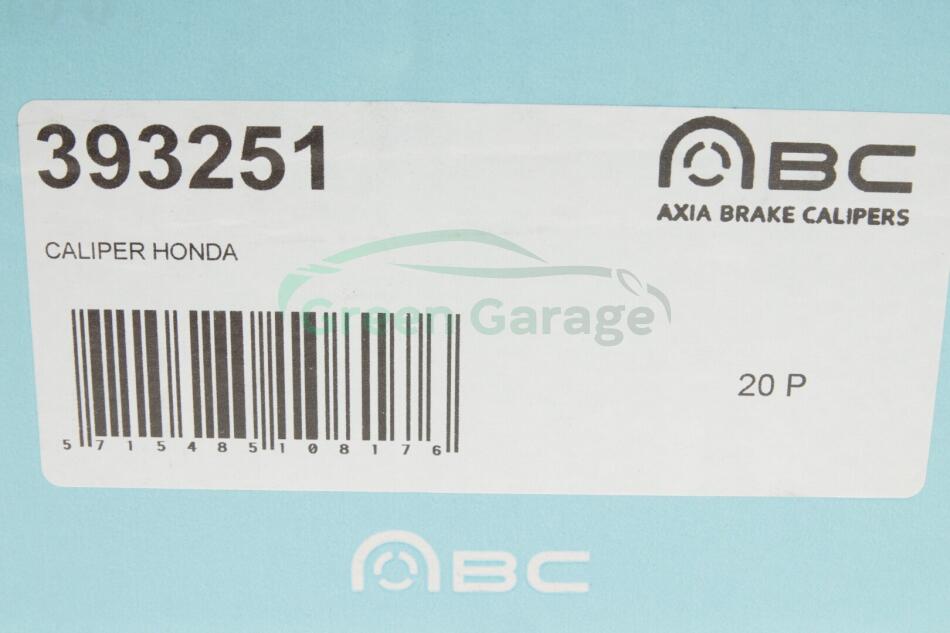 393251
ABC
AXIA BRAKE CALIPERS
CALIPER HONDA
Green Garage
20 P
5 715485 108176
ABC